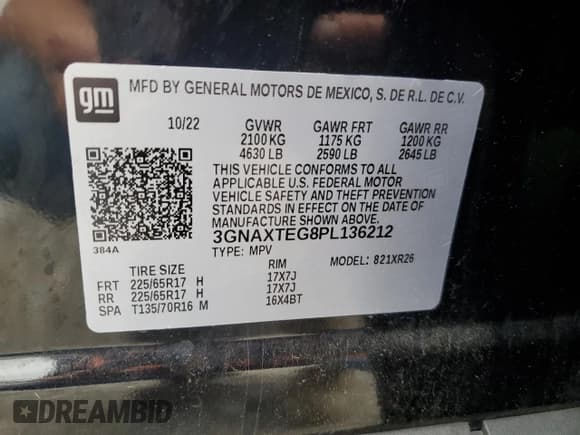 gm MFD BY GENERAL MOTORS DE MEXICO, S. DE R.L. DE C.V.
10/22 GVWR GAWR FRT GAWR RR
2100 KG 1175 KG 1200 KG
4630 LB 2590 LB 2645 LB
THIS VEHICLE CONFORMS TO ALL
APPLICABLE U.S. FEDERAL MOTOR
VEHICLE SAFETY AND THEFT PREVENTION
STANDARDS IN EFFECT ON THE DATE OF
MANUFACTURE SHOWN ABOVE.
3GNAXTEG8PL136212
384A
TYPE: MPV MODEL: 821XR26
TIRE SIZE RIM
FRT 225/65R17 H 17X7J
RR 225/65R17 H 17X7J
SPA T135/70R16 M 16X4BT
DREAMBID